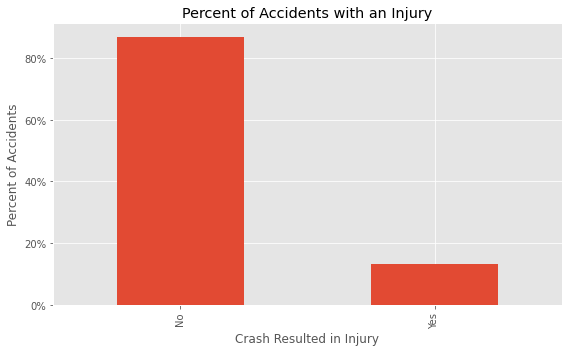 Percent of Accidents with an Injury
80%
60%
40%
20%
0%
Percent of Accidents
No
Yes
Crash Resulted in Injury